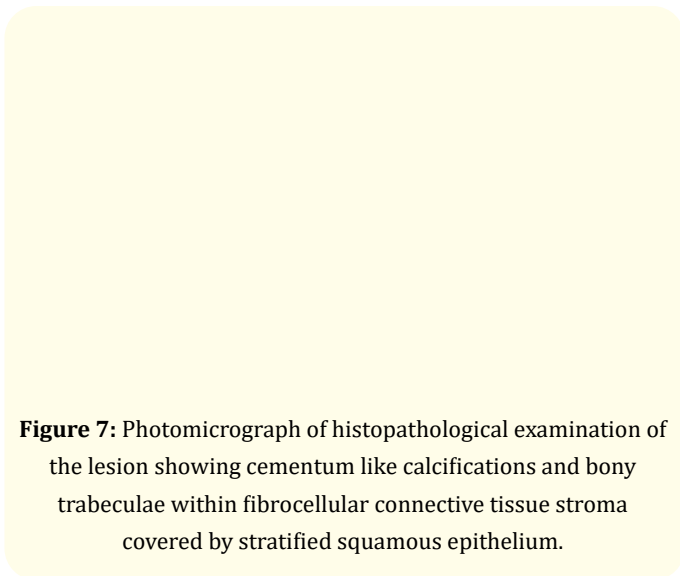 Figure 7: Photomicrograph of histopathological examination of
the lesion showing cementum like calcifications and bony
trabeculae within fibrocellular connective tissue stroma
covered by stratified squamous epithelium.